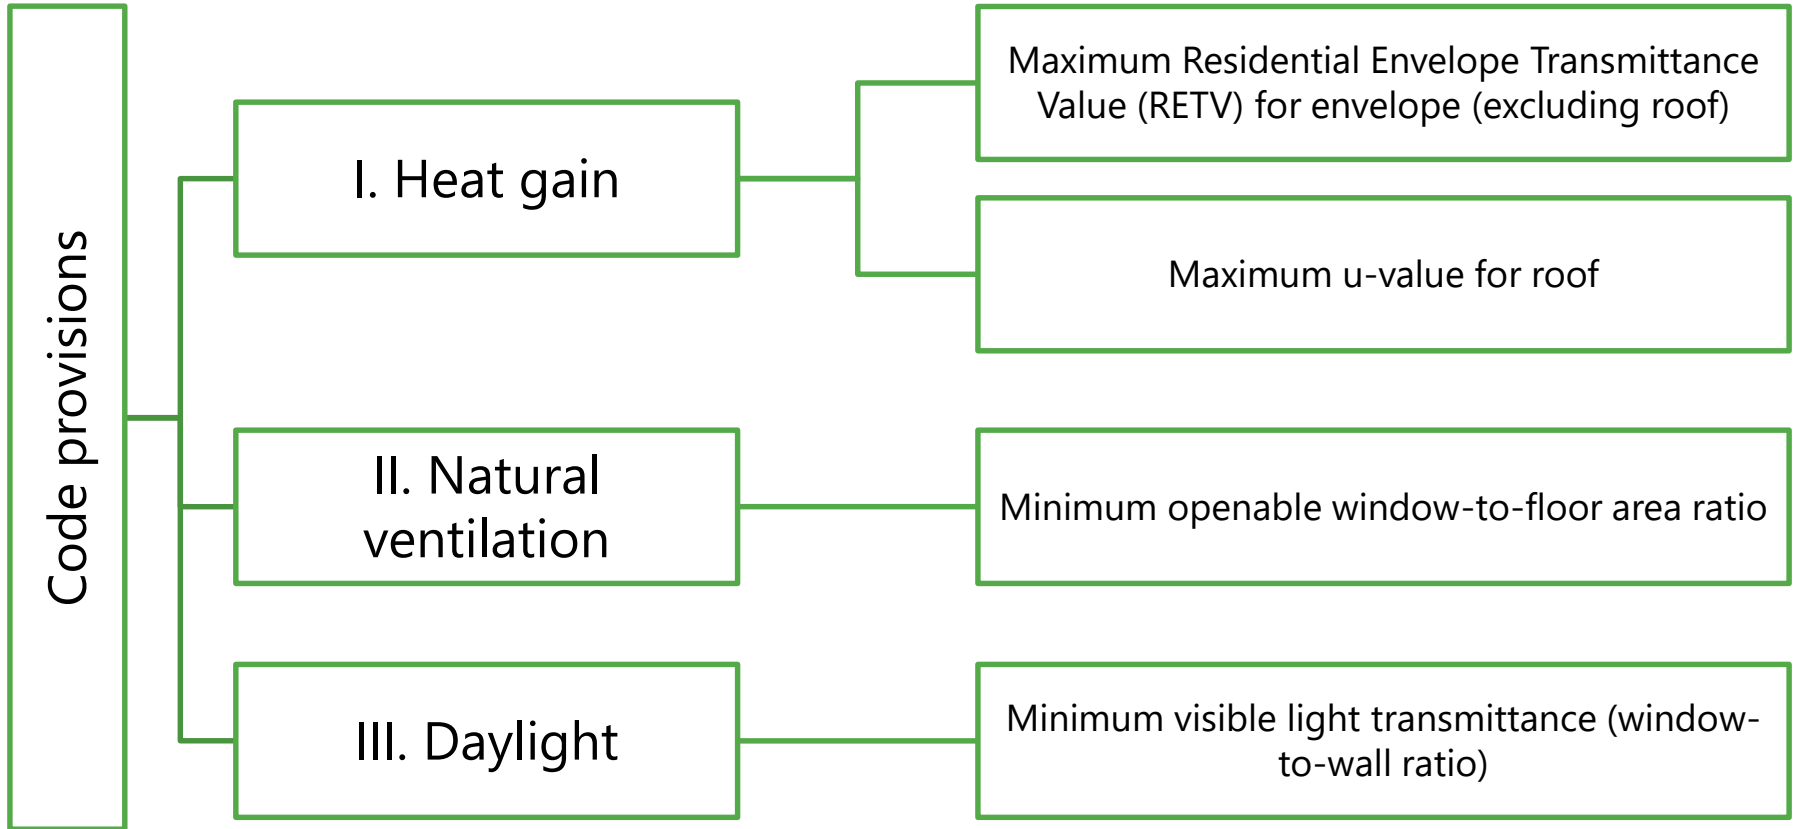 Code provisions
I. Heat gain
Maximum Residential Envelope Transmittance
Value (RETV) for envelope (excluding roof)
Maximum u-value for roof
II. Natural
ventilation
Minimum openable window-to-floor area ratio
III. Daylight
Minimum visible light transmittance (window-
to-wall ratio)